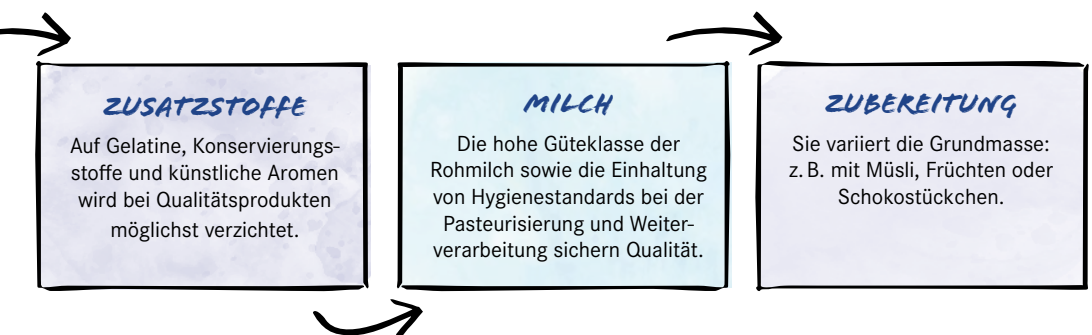 ZUSATZSTOFFE
Auf Gelatine, Konservierungs-
stoffe und künstliche Aromen
wird bei Qualitätsprodukten
möglichst verzichtet.
MILCH
Die hohe Güteklasse der
Rohmilch sowie die Einhaltung
von Hygienestandards bei der
Pasteurisierung und Weiter-
verarbeitung sichern Qualität.
ZUBEREITUNG
Sie variiert die Grundmasse:
z. B. mit Müsli, Früchten oder
Schokostückchen.